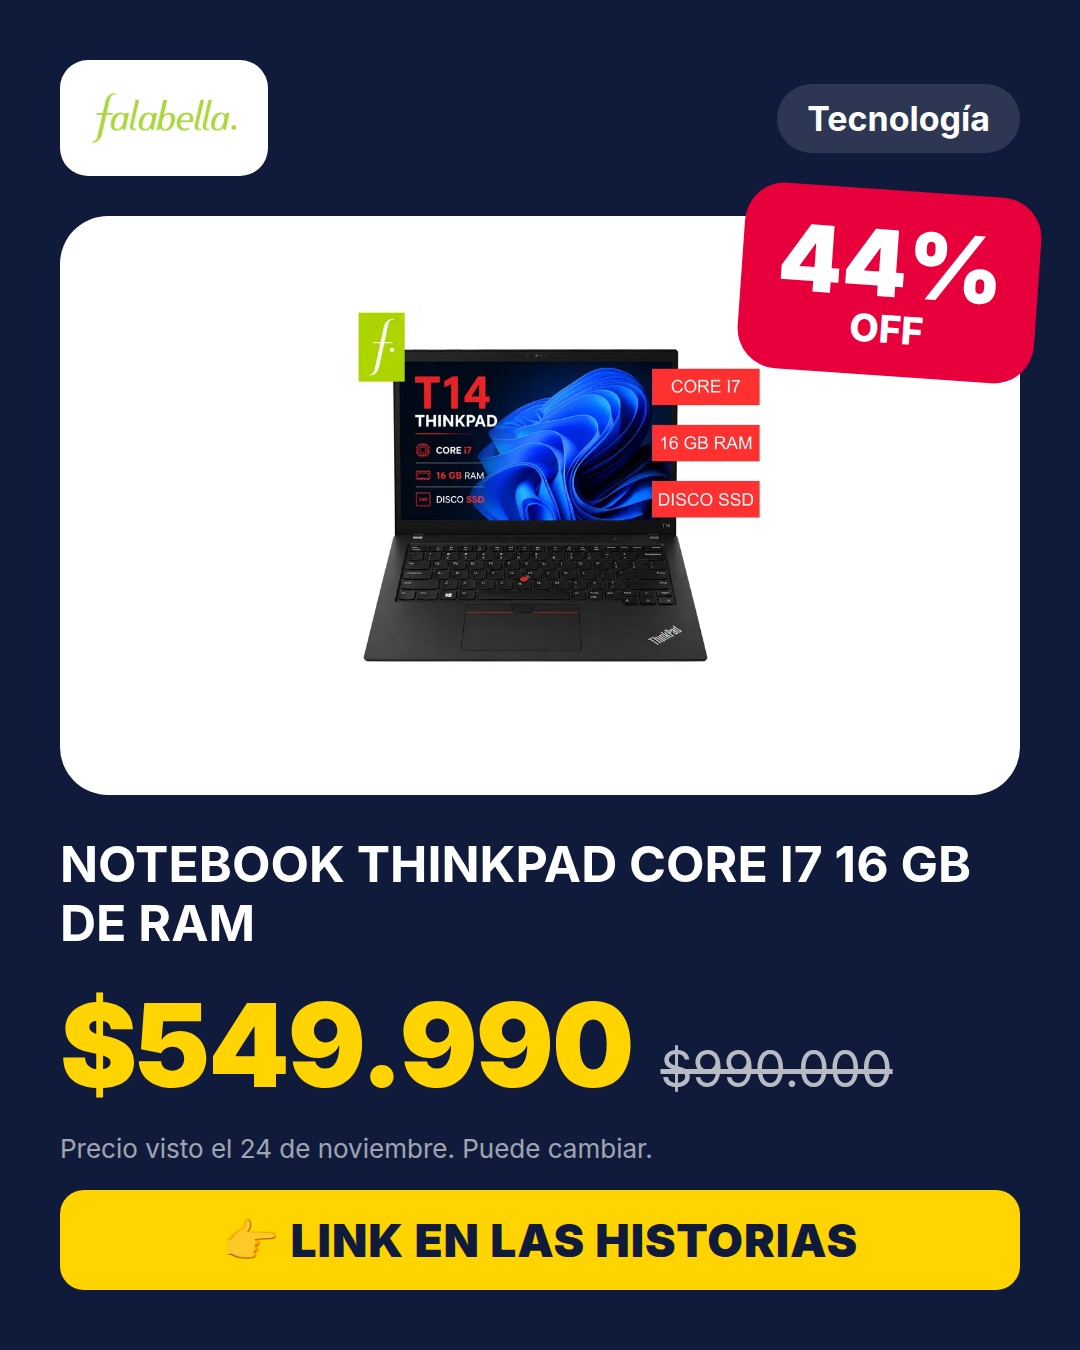 falabella.
Tecnología
44%
OFF
f.
T14
THINKPAD
CORE i7
16 GB RAM
DISCO SSD
CORE I7
16 GB RAM
DISCO SSD
T14
ThinkPad
NOTEBOOK THINKPAD CORE I7 16 GB
DE RAM
$549.990 $990.000
Precio visto el 24 de noviembre. Puede cambiar.
👉 LINK EN LAS HISTORIAS